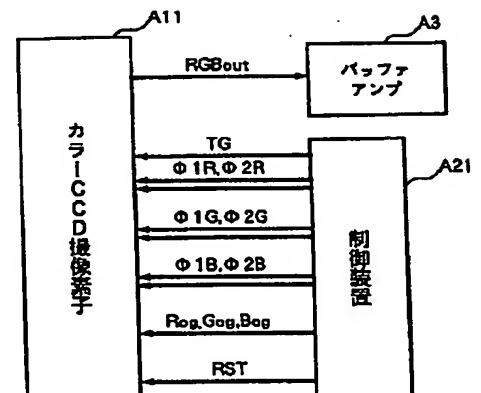 A11
A3
RGBout
バッファ
アンプ
TG
A21
Φ1R,Φ2R
カラーCCD撮像素子
Φ1G,Φ2G
制御装置
Φ1B,Φ2B
Rog,Gog,Bog
RST